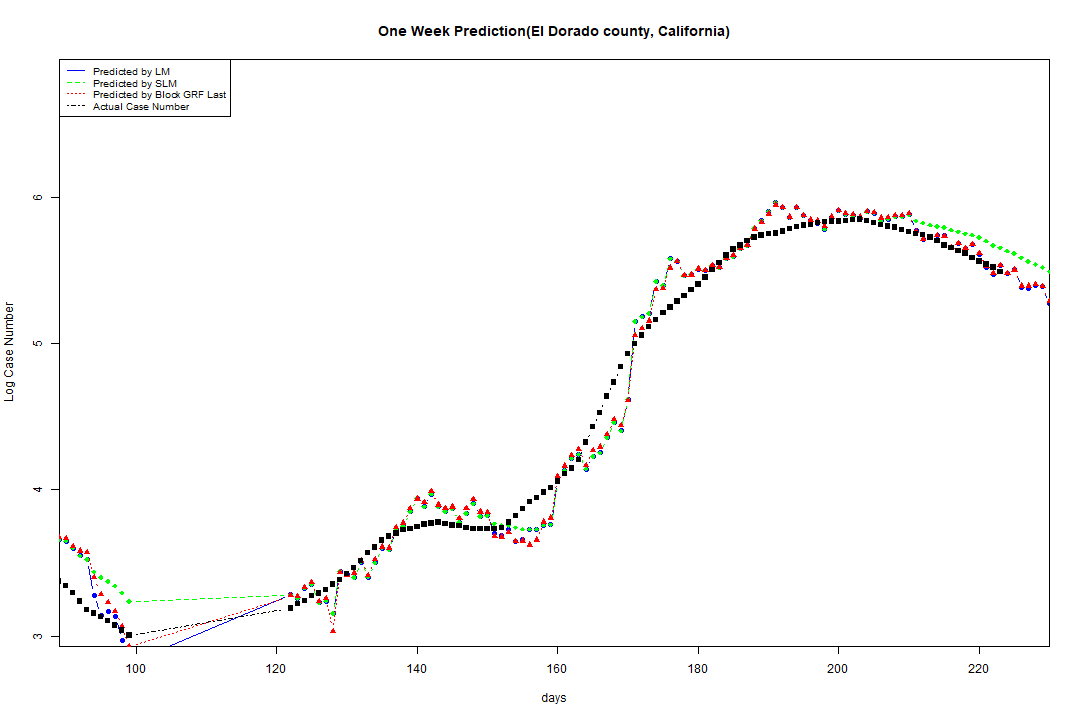 One Week Prediction(El Dorado county, California)
Predicted by LM
Predicted by SLM
Predicted by Block GRF Last
Actual Case Number
6
5
4
3
Log Case Number
100 120 140 160 180 200 220
days